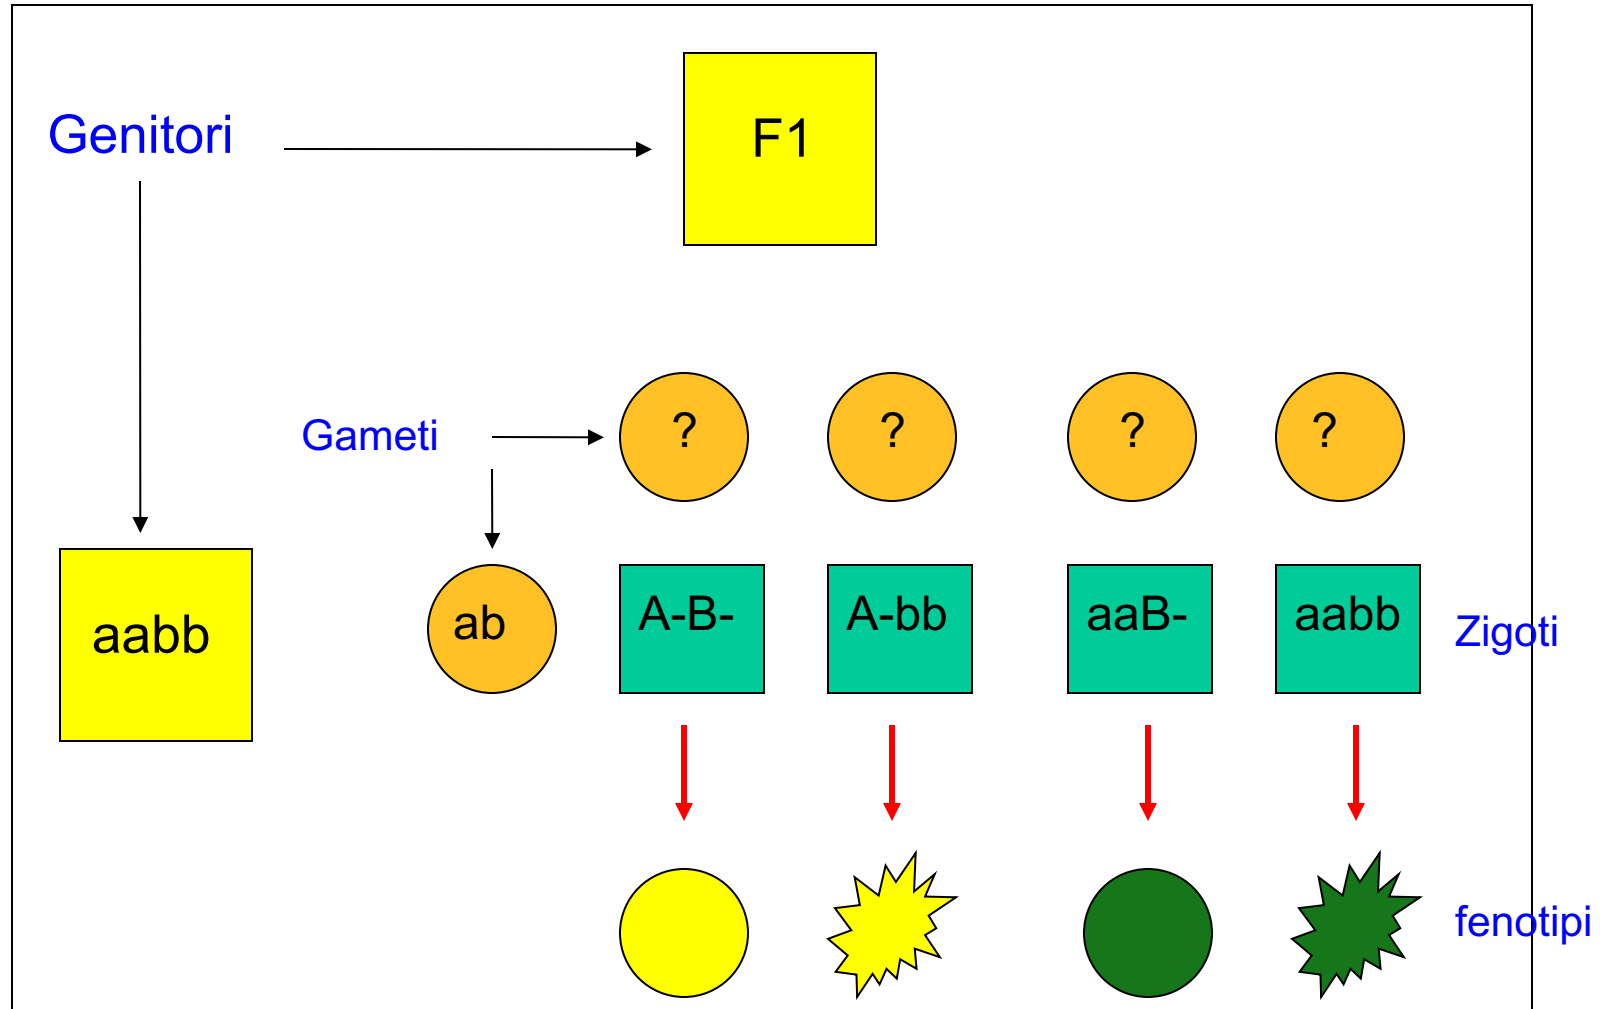 Genitori
F1
Gameti
?
?
?
?
aabb
ab
A-B-
A-bb
aaB-
aabb
Zigoti
fenotipi